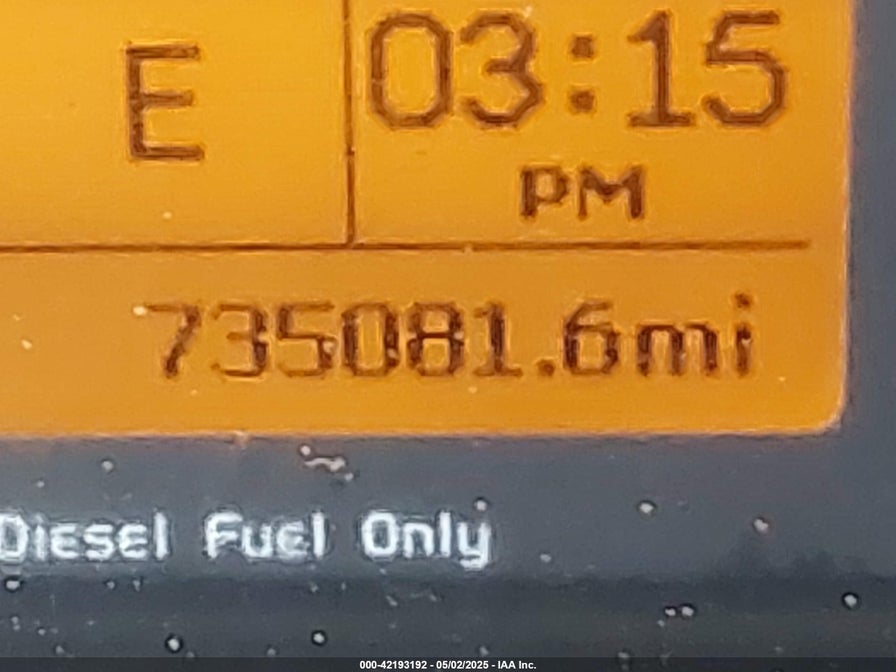 E
03:15
PM
735081.6mi
Diesel Fuel Only
000-42193192 - 05/02/2025 - IAA Inc.